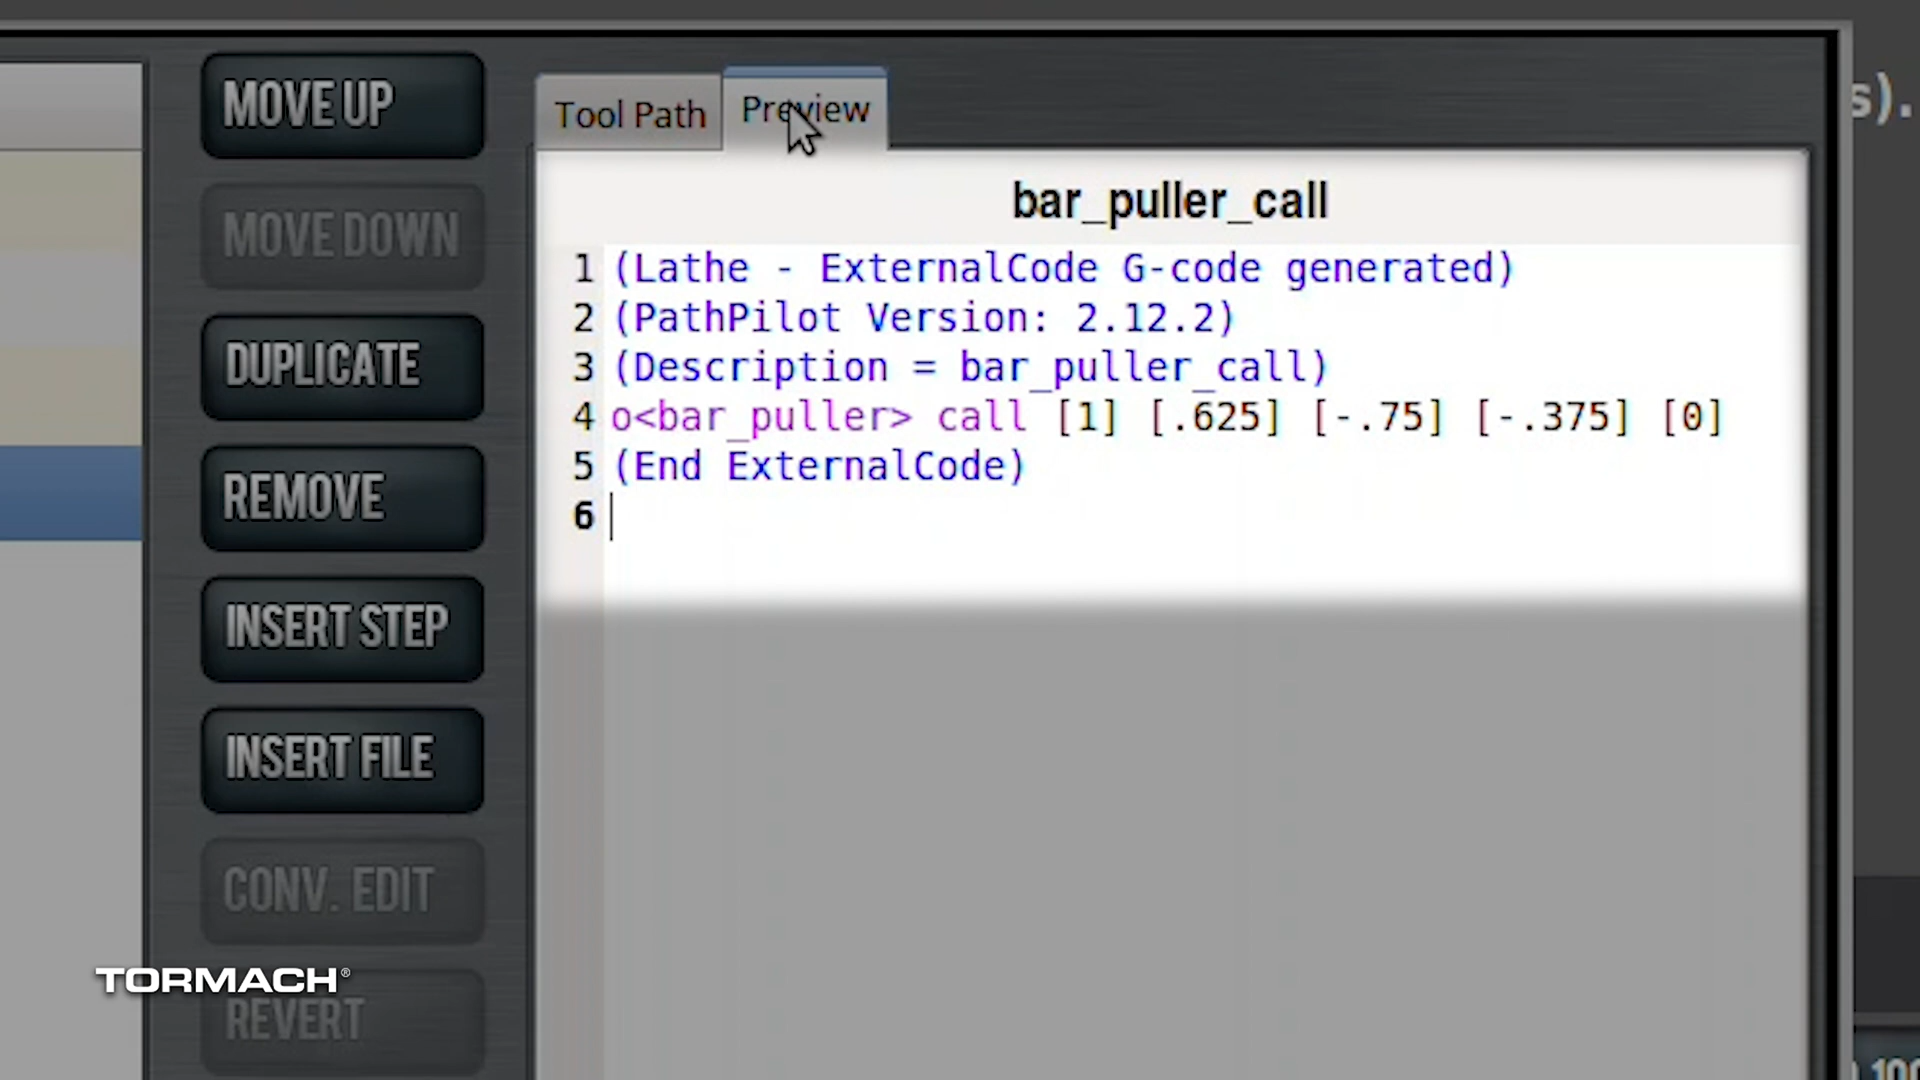 MOVE UP
MOVE DOWN
DUPLICATE
REMOVE
INSERT STEP
INSERT FILE
CONV. EDIT
REVERT
Tool Path
Preview
bar_puller_call
1 (Lathe - ExternalCode G-code generated)
2 (PathPilot Version: 2.12.2)
3 (Description = bar_puller_call)
4 o<bar_puller> call [1] [.625] [-.75] [-.375] [0]
5 (End ExternalCode)
6
s).
TORMACH®